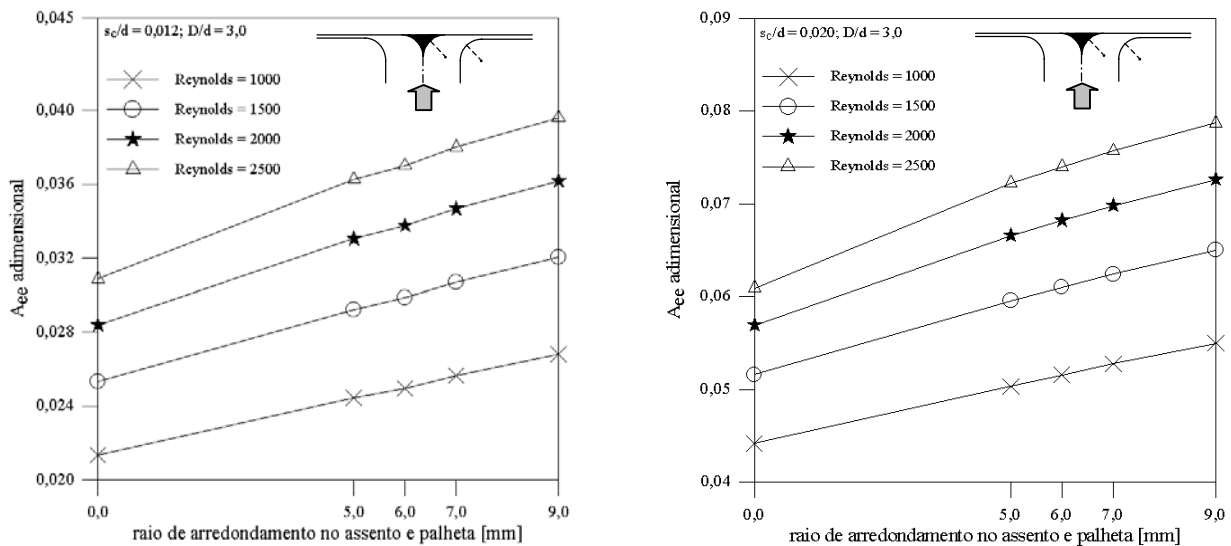 0,045
s_c/d = 0,012; D/d = 3,0
Reynolds = 1000
Reynolds = 1500
Reynolds = 2000
Reynolds = 2500
0,040
0,036
0,032
0,028
0,024
0,020
A_ee adimensional
0,0
5,0
6,0
7,0
9,0
raio de arredondamento no assento e palheta [mm]
0,09
s_c/d = 0,020; D/d = 3,0
Reynolds = 1000
Reynolds = 1500
Reynolds = 2000
Reynolds = 2500
0,08
0,07
0,06
0,05
0,04
A_ee adimensional
0,0
5,0
6,0
7,0
9,0
raio de arredondamento no assento e palheta [mm]